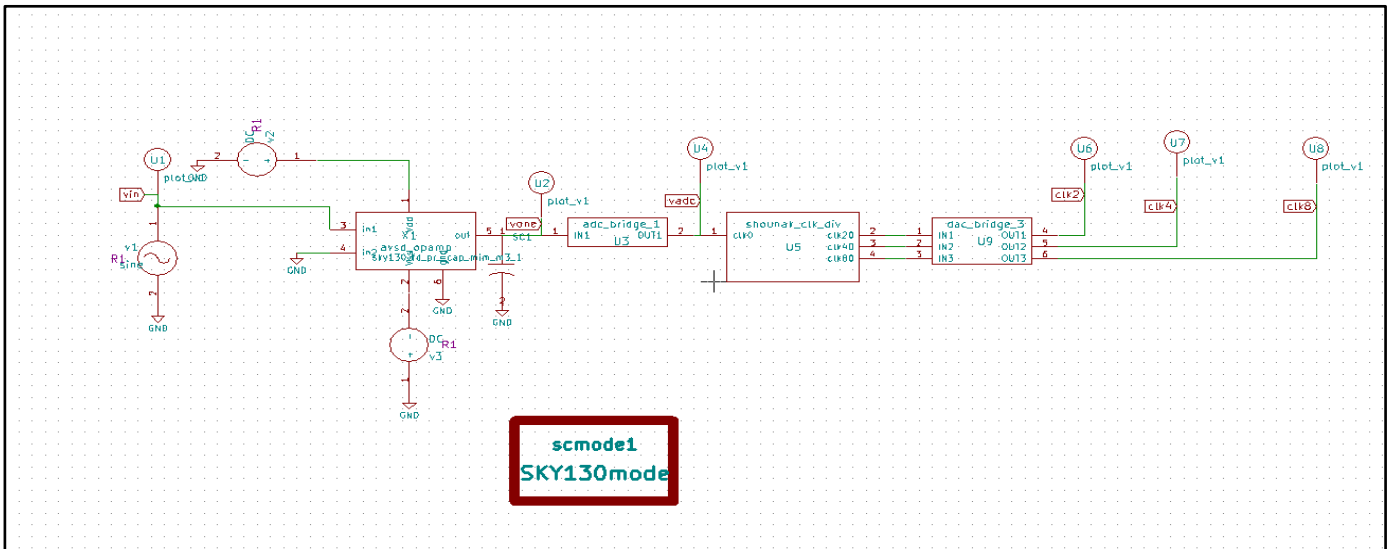 U1
plot_v1
vin
1
v1
R1
sine
2
GND
GND
2
DC
R1
v2
1
3
in1
4
in2
GND
1
Vdd
X1
avsd_opamp
sky130_fd_pr_cap_mim_m3_1
out
5
2
6
GND
2
DC
R1
v3
1
GND
1
SC1
2
GND
U2
plot_v1
vone
1
adc_bridge_1
IN1
OUT1
U3
2
U4
plot_v1
vadc
1
shounak_clk_div
clk0
U5
clk20
clk40
clk80
2
3
4
1
2
3
dac_bridge_3
U9
IN1
IN2
IN3
OUT1
OUT2
OUT3
4
5
6
U6
plot_v1
clk2
U7
plot_v1
clk4
U8
plot_v1
clk8
scmode1
SKY130mode